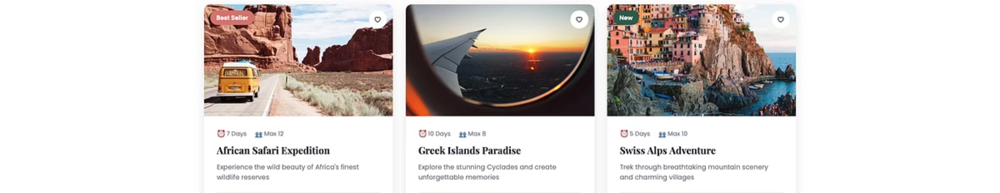 Best Seller
New
7 Days Max 12
10 Days Max 8
5 Days Max 10
African Safari Expedition
Greek Islands Paradise
Swiss Alps Adventure
Experience the wild beauty of Africa's finest
wildlife reserves
Explore the stunning Cyclades and create
unforgettable memories
Trek through breathtaking mountain scenery
and charming villages